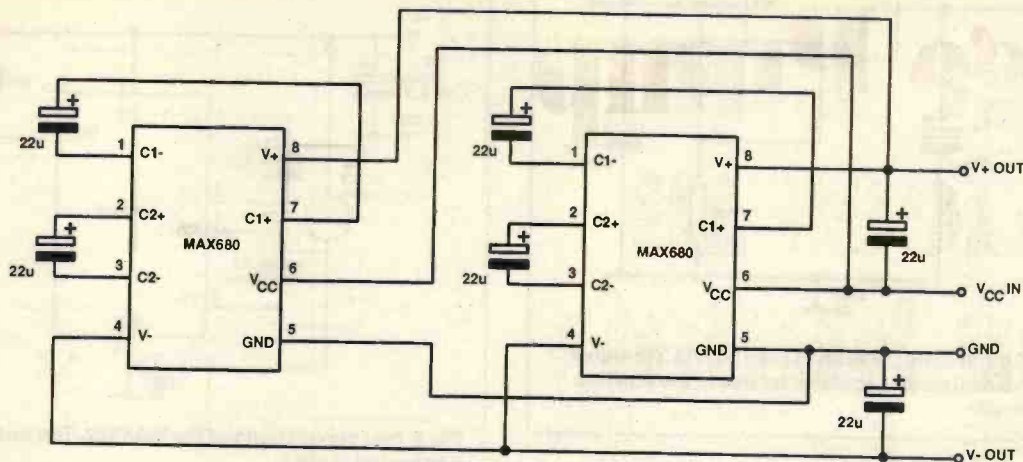 +
22u
1
C1-
V+
8
2
C2+
C1+
7
+
22u
MAX680
3
C2-
VCC
6
4
V-
GND
5
+
22u
1
C1-
V+
8
V+ OUT
2
C2+
C1+
7
+
22u
MAX680
+
22u
3
C2-
VCC
6
VCC IN
4
V-
GND
5
GND
+
22u
V- OUT